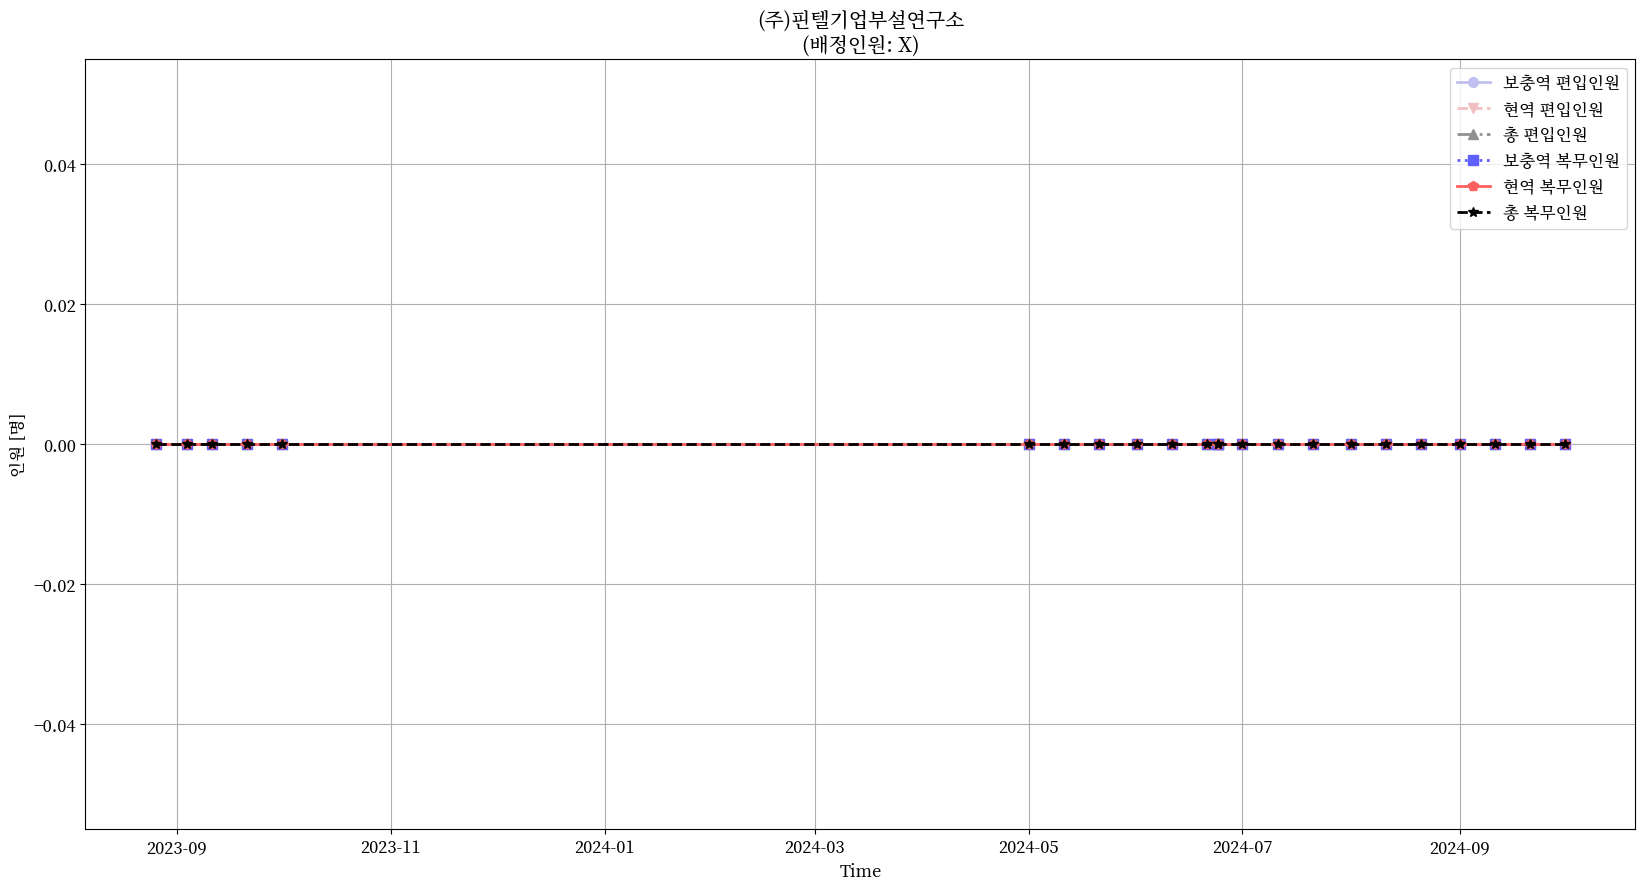 (주)핀텔기업부설연구소
(배정인원: X)
보충역 편입인원
현역 편입인원
총 편입인원
보충역 복무인원
현역 복무인원
총 복무인원
0.04
0.02
0.00
−0.02
−0.04
인원 [명]
2023-09 2023-11 2024-01 2024-03 2024-05 2024-07 2024-09
Time